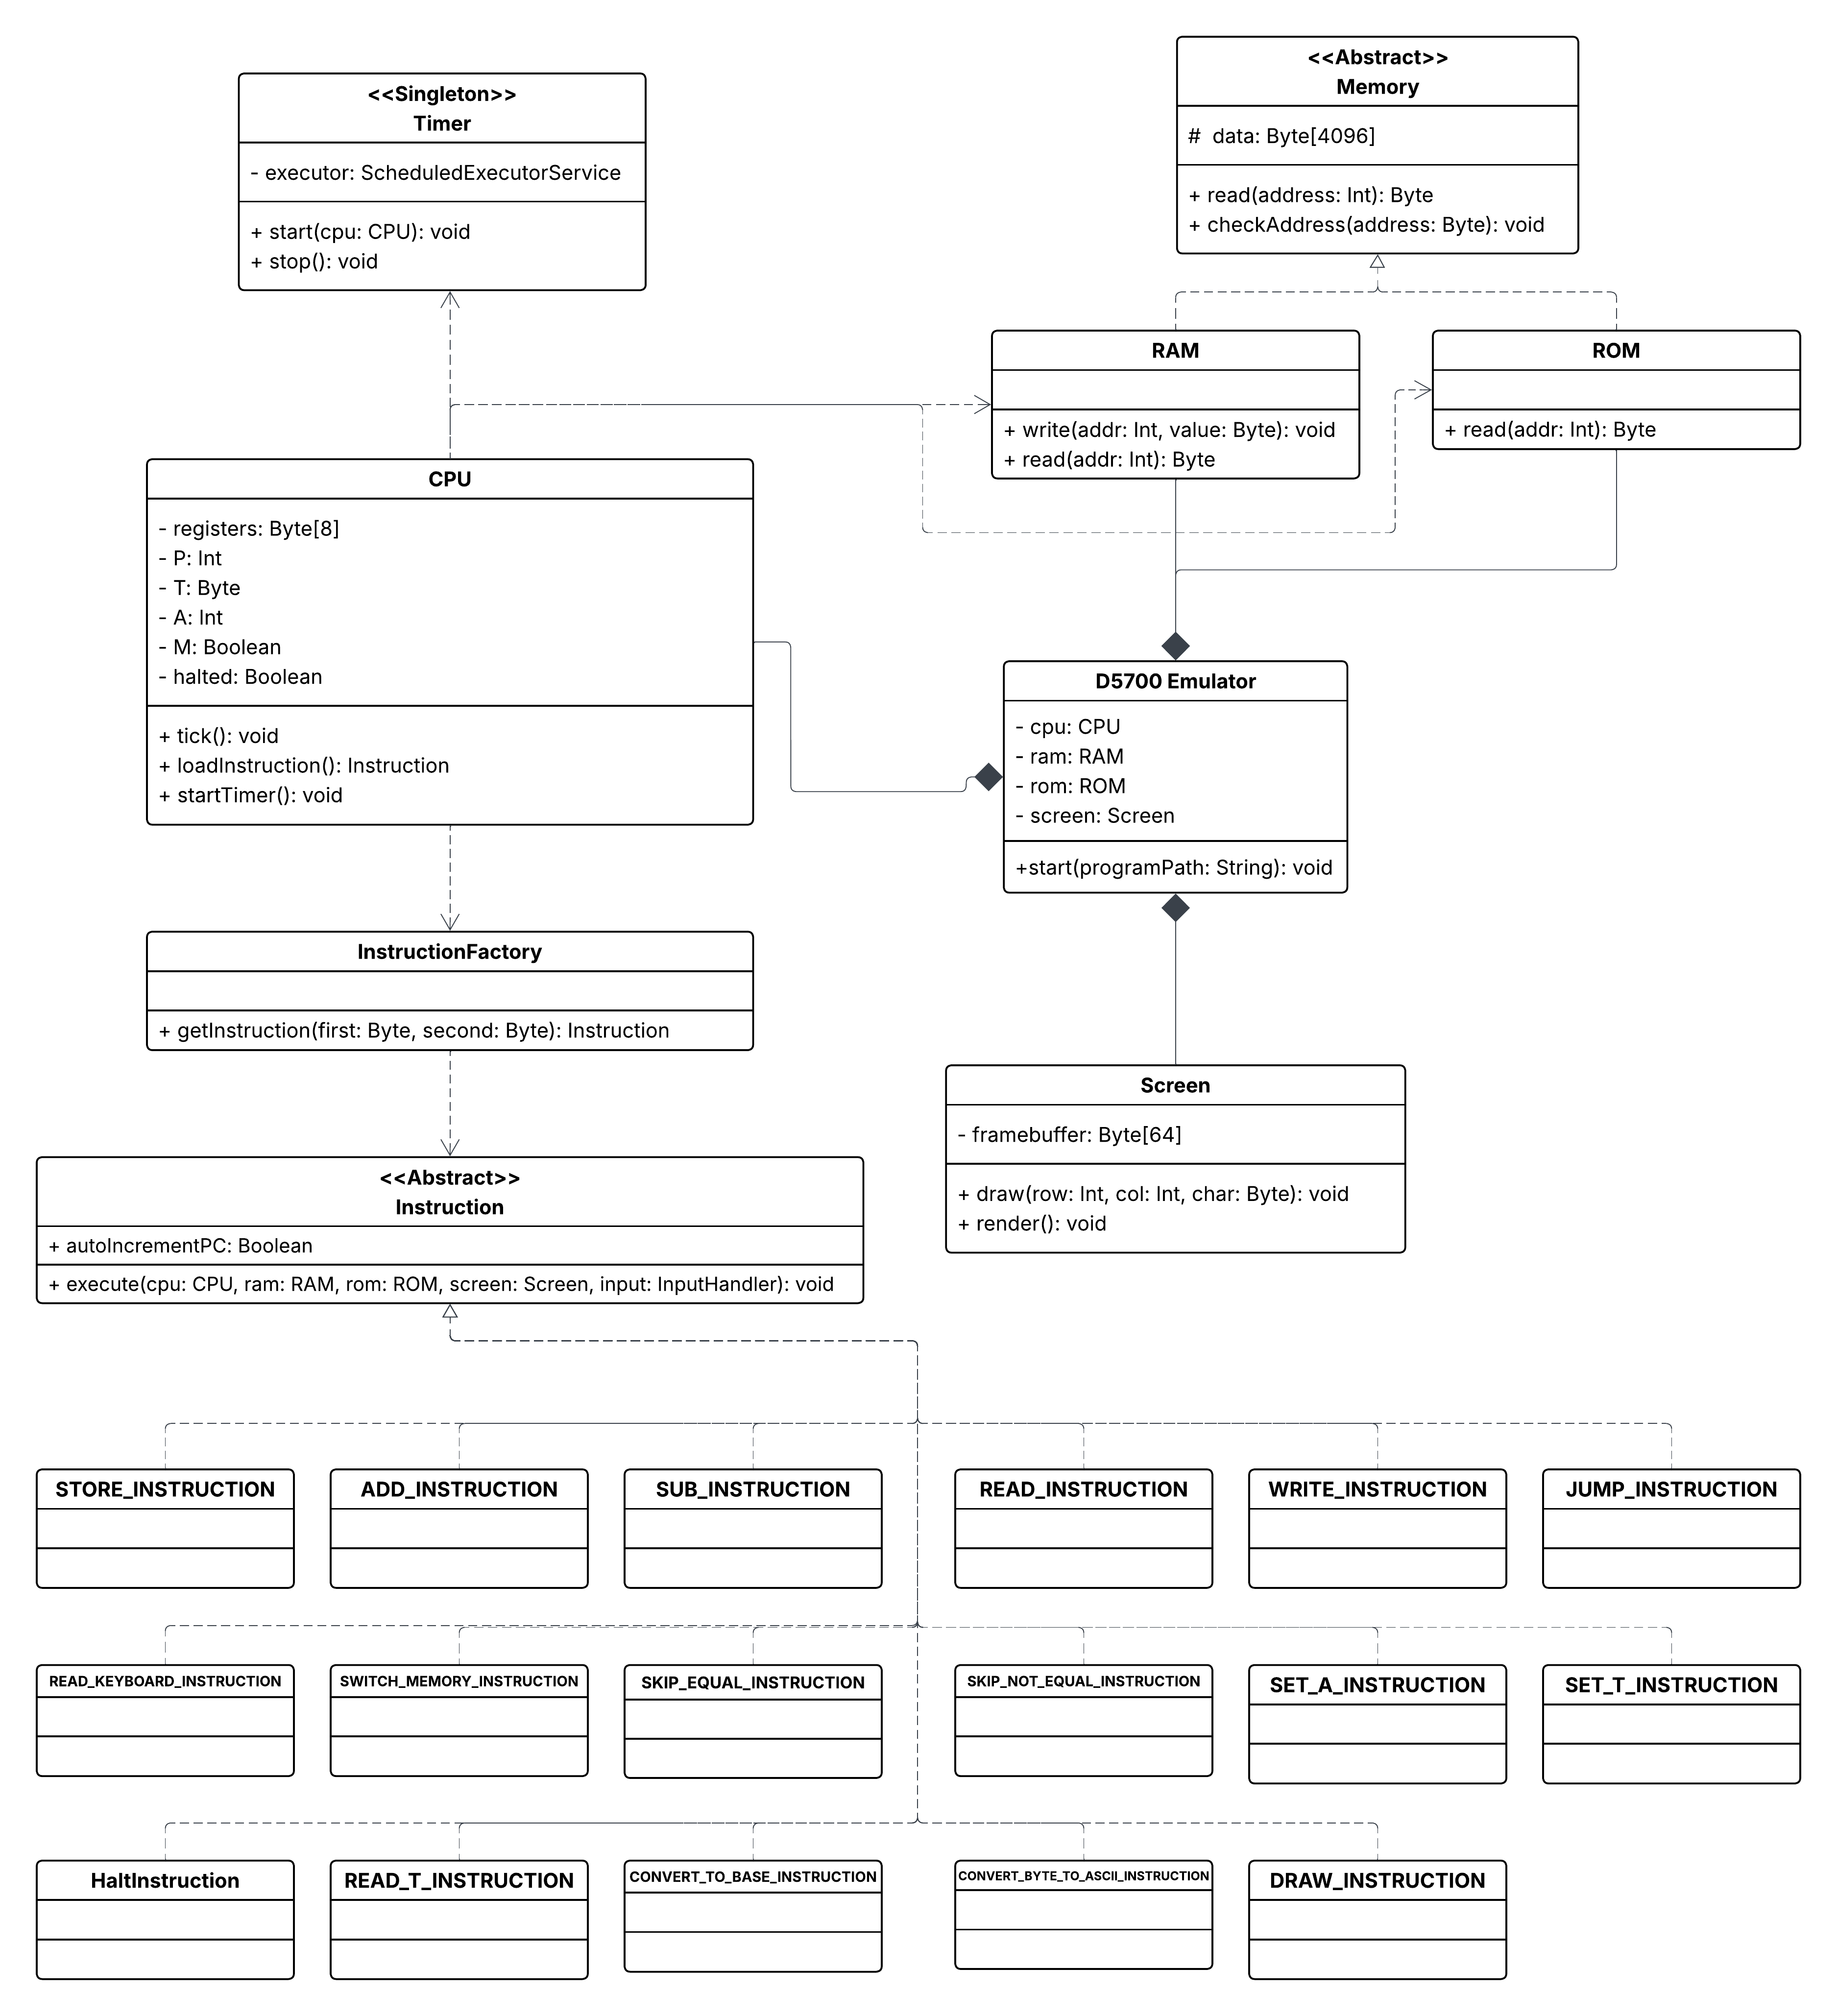 <<Singleton>>
Timer
- executor: ScheduledExecutorService
+ start(cpu: CPU): void
+ stop(): void
<<Abstract>>
Memory
#  data: Byte[4096]
+ read(address: Int): Byte
+ checkAddress(address: Byte): void
RAM
+ write(addr: Int, value: Byte): void
+ read(addr: Int): Byte
ROM
+ read(addr: Int): Byte
CPU
- registers: Byte[8]
- P: Int
- T: Byte
- A: Int
- M: Boolean
- halted: Boolean
+ tick(): void
+ loadInstruction(): Instruction
+ startTimer(): void
D5700 Emulator
- cpu: CPU
- ram: RAM
- rom: ROM
- screen: Screen
+start(programPath: String): void
InstructionFactory
+ getInstruction(first: Byte, second: Byte): Instruction
Screen
- framebuffer: Byte[64]
+ draw(row: Int, col: Int, char: Byte): void
+ render(): void
<<Abstract>>
Instruction
+ autoIncrementPC: Boolean
+ execute(cpu: CPU, ram: RAM, rom: ROM, screen: Screen, input: InputHandler): void
STORE_INSTRUCTION
ADD_INSTRUCTION
SUB_INSTRUCTION
READ_INSTRUCTION
WRITE_INSTRUCTION
JUMP_INSTRUCTION
READ_KEYBOARD_INSTRUCTION
SWITCH_MEMORY_INSTRUCTION
SKIP_EQUAL_INSTRUCTION
SKIP_NOT_EQUAL_INSTRUCTION
SET_A_INSTRUCTION
SET_T_INSTRUCTION
HaltInstruction
READ_T_INSTRUCTION
CONVERT_TO_BASE_INSTRUCTION
CONVERT_BYTE_TO_ASCII_INSTRUCTION
DRAW_INSTRUCTION